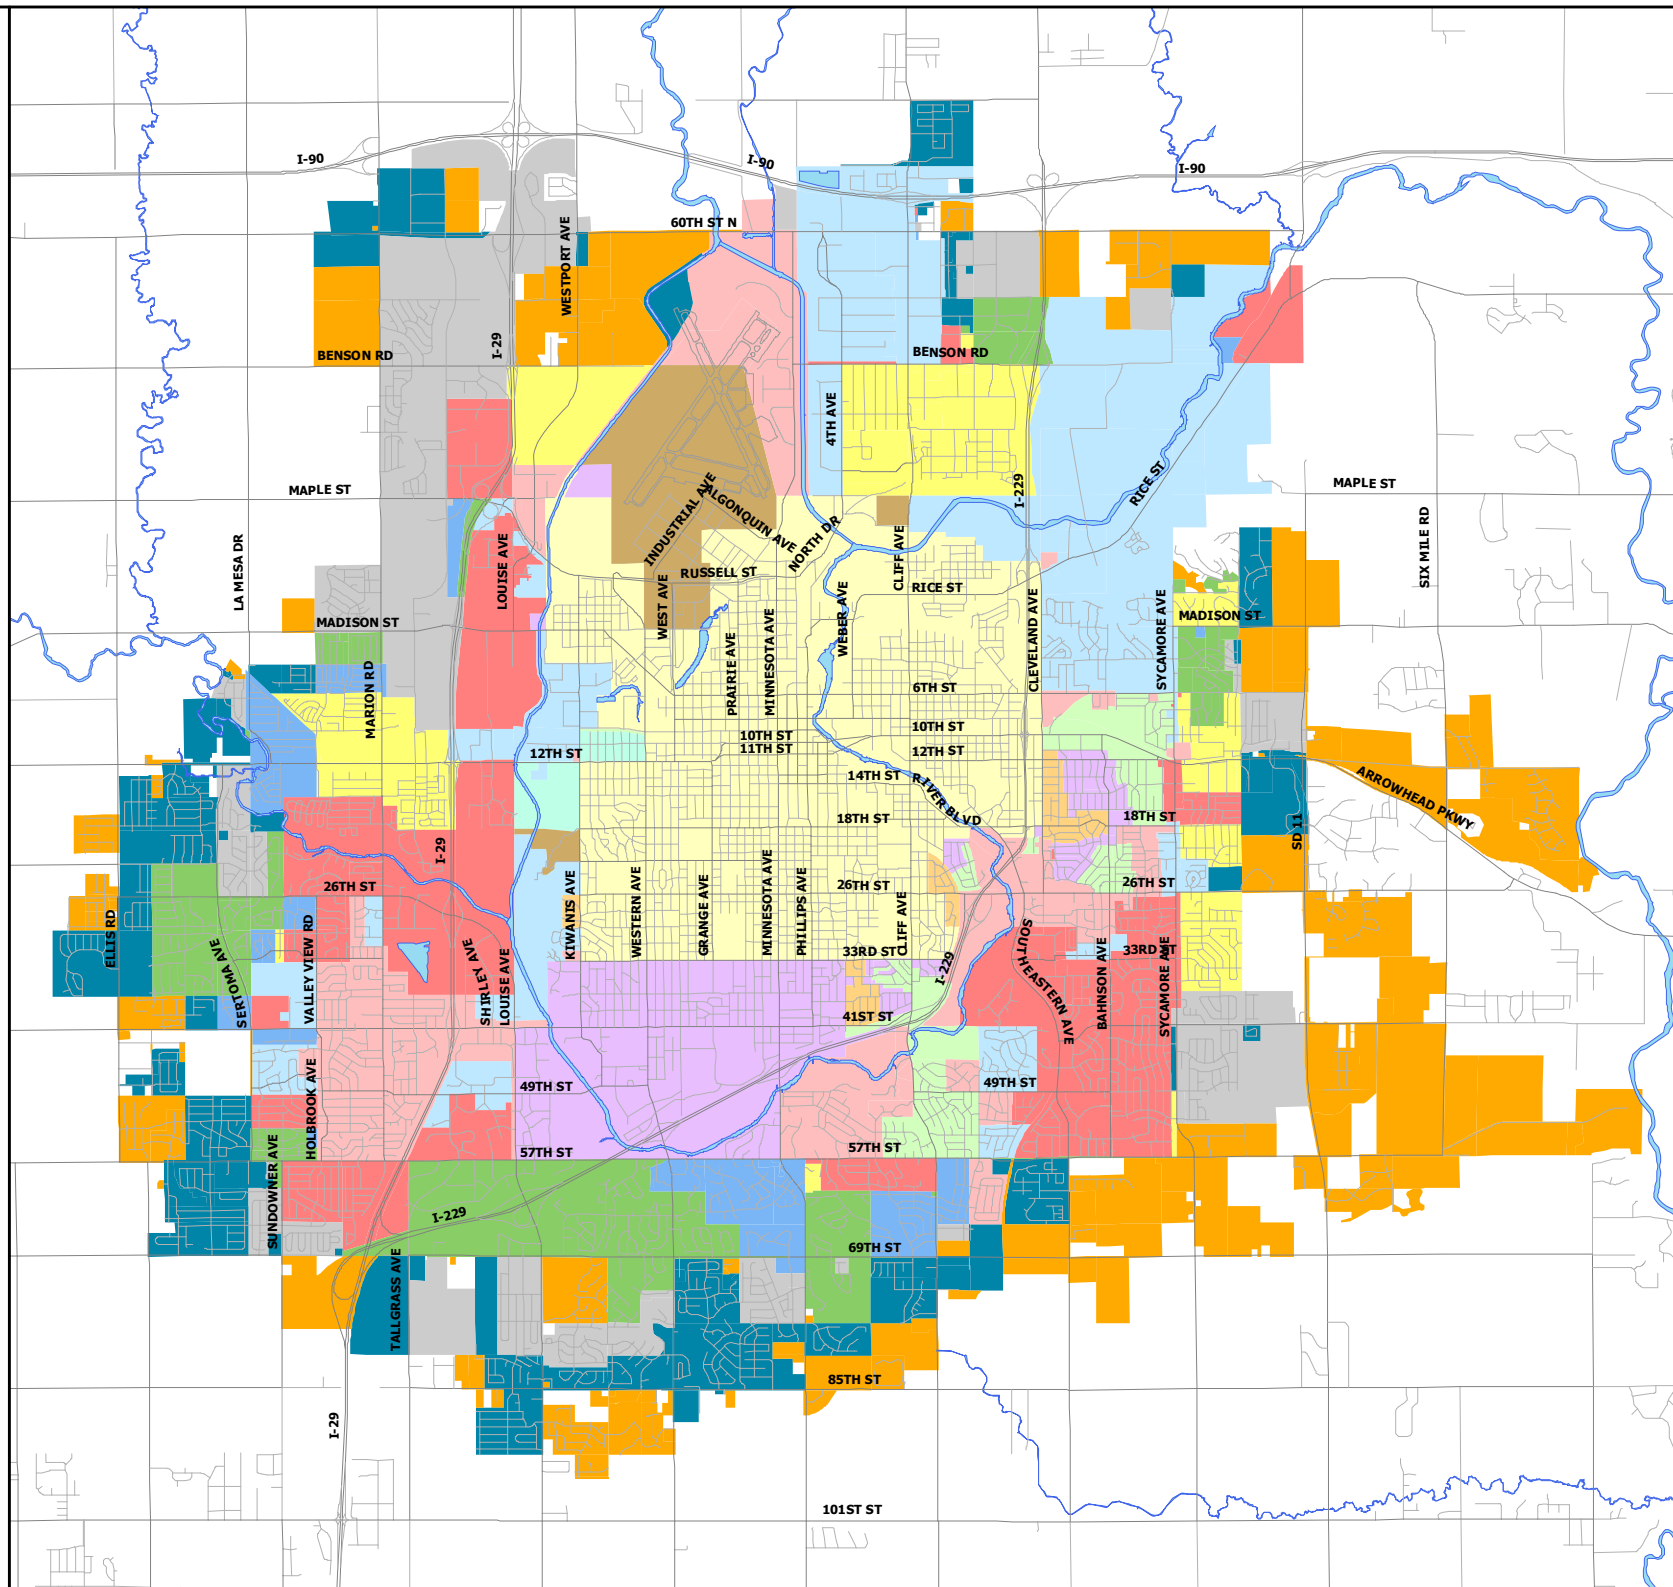 I-90
I-90
I-90
60TH ST N
WESTPORT AVE
I-29
BENSON RD
BENSON RD
4TH AVE
MAPLE ST
MAPLE ST
I-229
RICE ST
INDUSTRIAL AVE
ALGONQUIN AVE
NORTH DR
CLIFF AVE
SIX MILE RD
LA MESA DR
LOUISE AVE
RUSSELL ST
RICE ST
WEST AVE
WEBER AVE
CLEVELAND AVE
SYCAMORE AVE
MADISON ST
MADISON ST
PRAIRIE AVE
MINNESOTA AVE
MARION RD
6TH ST
10TH ST
10TH ST
11TH ST
12TH ST
12TH ST
14TH ST
RIVER BLVD
ARROWHEAD PKWY
18TH ST
18TH ST
SD 11
I-29
26TH ST
26TH ST
26TH ST
KIWANIS AVE
WESTERN AVE
GRANGE AVE
MINNESOTA AVE
PHILLIPS AVE
CLIFF AVE
ELLIS RD
SERTOMA AVE
VALLEY VIEW RD
SHIRLEY AVE
LOUISE AVE
33RD ST
33RD ST
I-229
SOUTHEASTERN AVE
BAHNSON AVE
SYCAMORE AVE
41ST ST
HOLBROOK AVE
49TH ST
49TH ST
57TH ST
57TH ST
SUNDOWNER AVE
I-229
69TH ST
TALLGRASS AVE
85TH ST
I-29
101ST ST